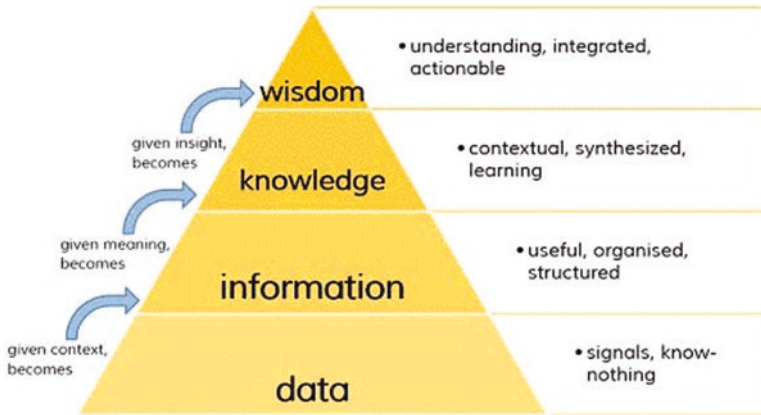 • understanding, integrated,
actionable
wisdom
given insight,
becomes
• contextual, synthesized,
learning
knowledge
given meaning,
becomes
• useful, organised,
structured
information
given context,
becomes
• signals, know-
nothing
data